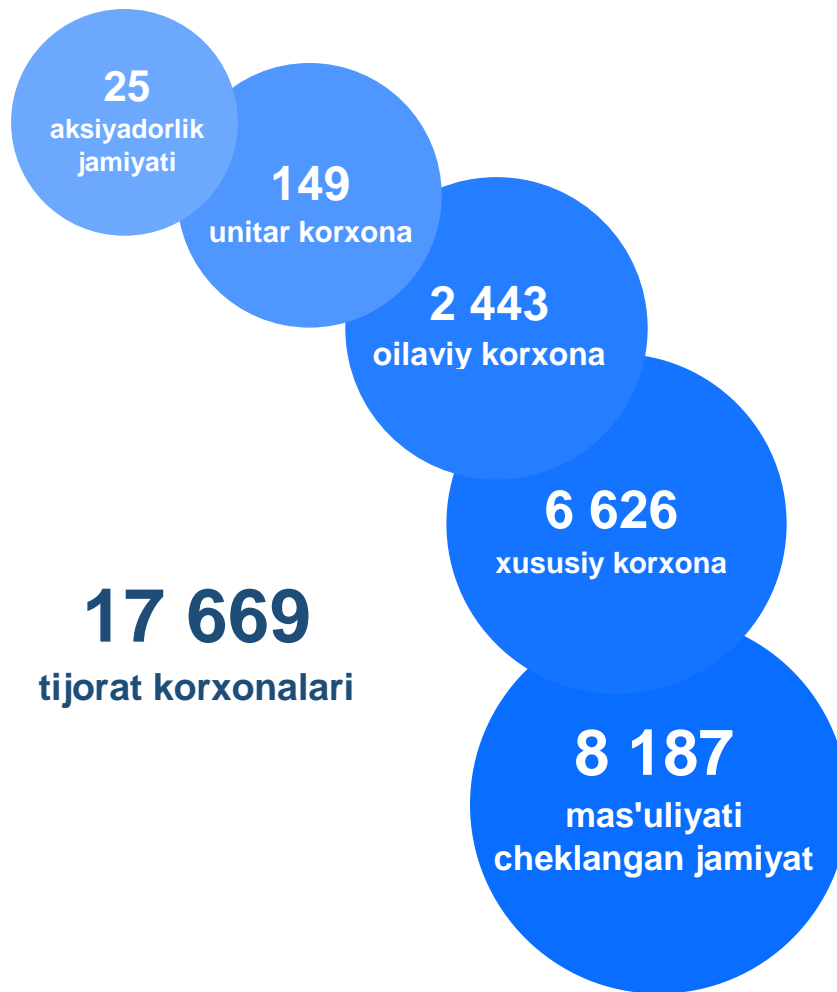 25
aksiyadorlik
jamiyati
149
unitar korxona
2 443
oilaviy korxona
6 626
xususiy korxona
17 669
tijorat korxonalari
8 187
mas'uliyati
cheklangan jamiyat